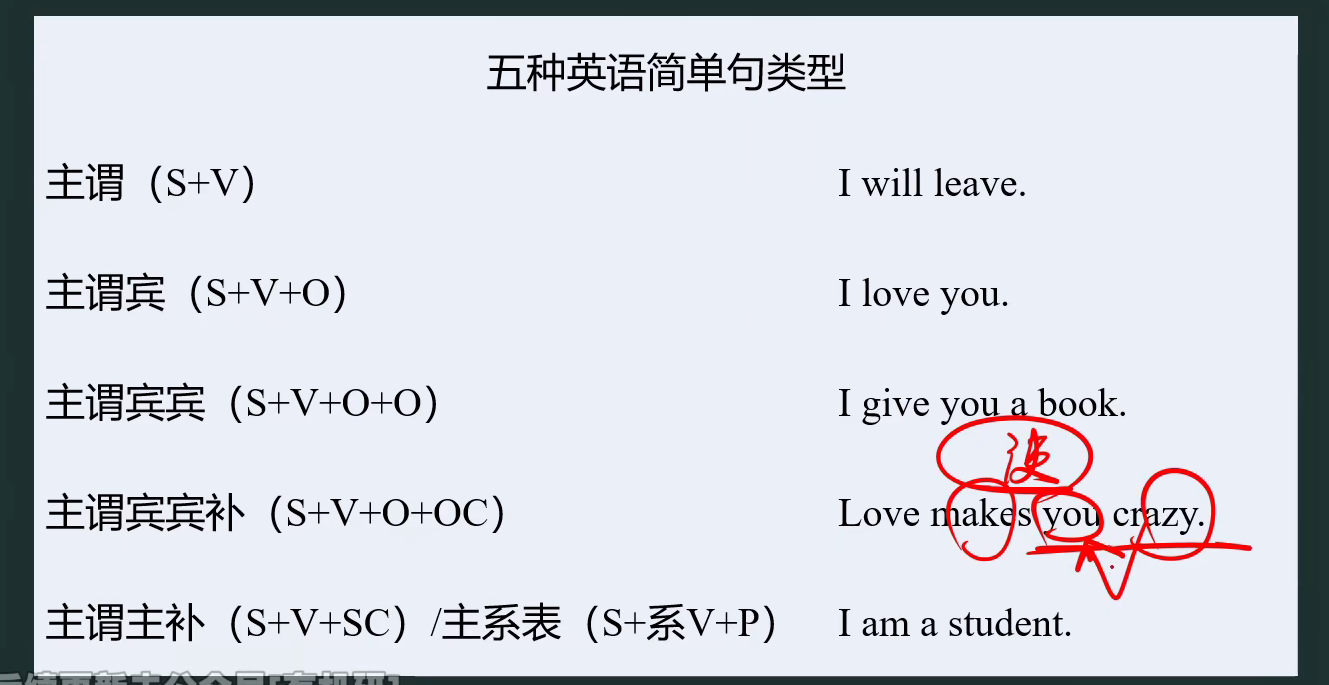 五种英语简单句类型
主谓（S+V） I will leave.
主谓宾（S+V+O） I love you.
主谓宾宾（S+V+O+O） I give you a book.
主谓宾宾补（S+V+O+OC） Love makes you crazy.
主谓主补（S+V+SC）/主系表（S+系V+P） I am a student.